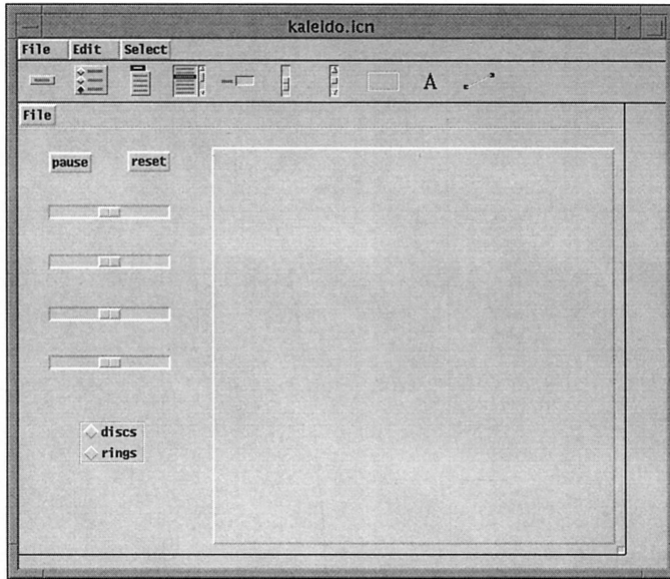 kaleido.icn
File Edit Select
A
File
pause reset
discs
rings